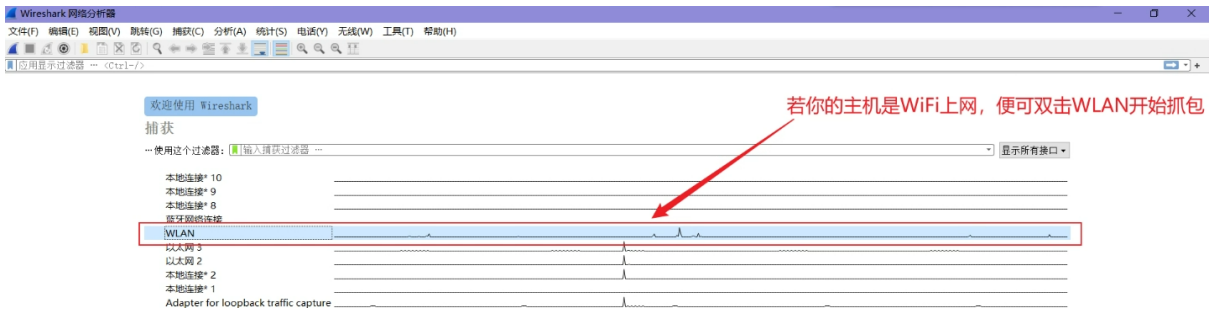 Wireshark 网络分析器
文件(F) 编辑(E) 视图(V) 跳转(G) 捕获(C) 分析(A) 统计(S) 电话(Y) 无线(W) 工具(T) 帮助(H)
应用显示过滤器 … <Ctrl-/>
欢迎使用 Wireshark
若你的主机是WiFi上网，便可双击WLAN开始抓包
捕获
…使用这个过滤器: 输入捕获过滤器 … 显示所有接口
本地连接* 10
本地连接* 9
本地连接* 8
蓝牙网络连接
WLAN
以太网 3
以太网 2
本地连接* 2
本地连接* 1
Adapter for loopback traffic capture